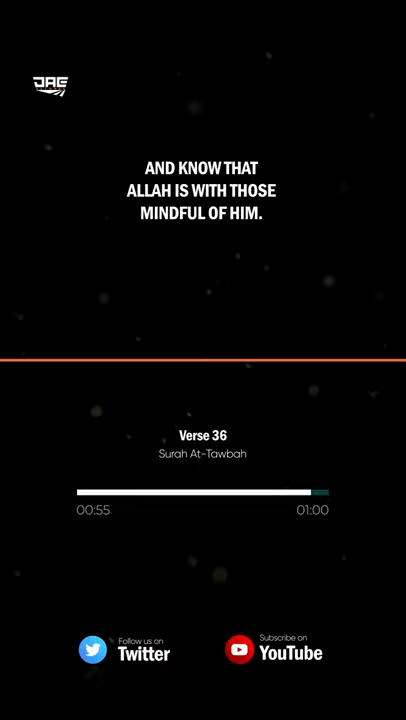 JAG
AND KNOW THAT
ALLAH IS WITH THOSE
MINDFUL OF HIM.
Verse 36
Surah At-Tawbah
00:55
01:00
Follow us on
Twitter
Subscribe on
YouTube